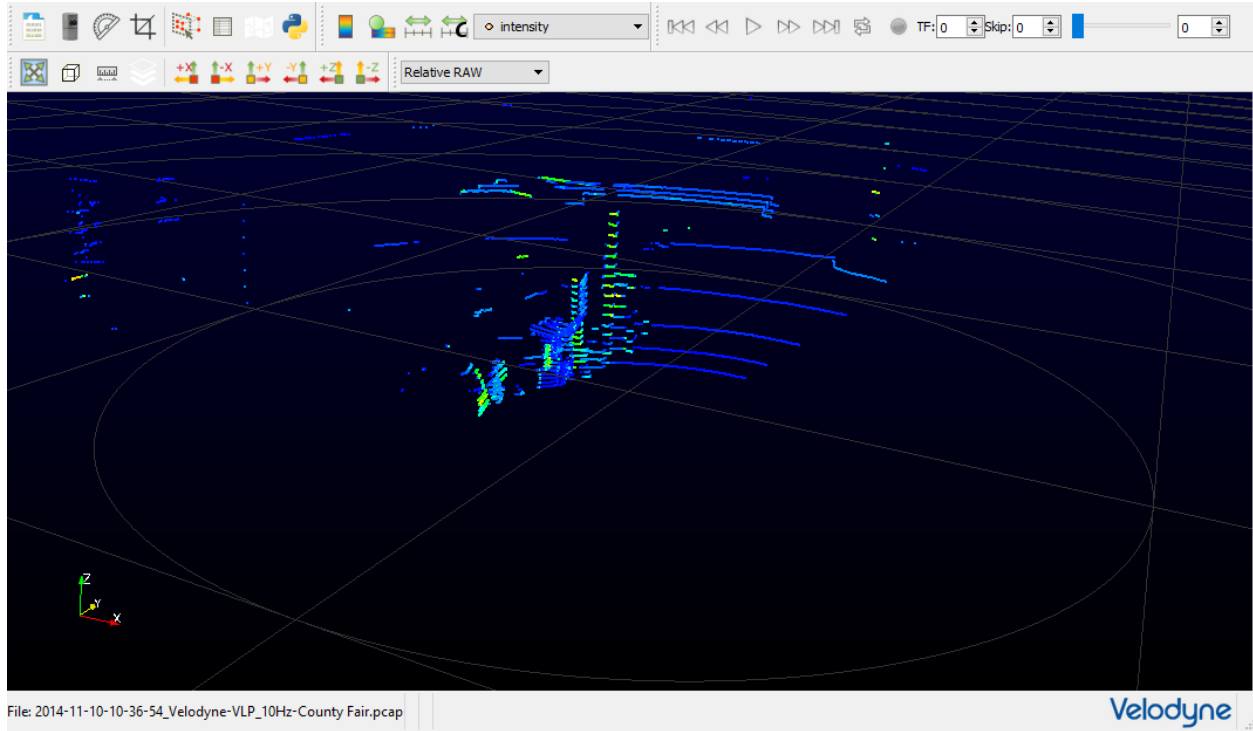 intensity
TF: 0 Skip: 0 0
+X -X +Y -Y +Z -Z Relative RAW
Z
Y
X
File: 2014-11-10-10-36-54_Velodyne-VLP_10Hz-County Fair.pcap
Velodyne